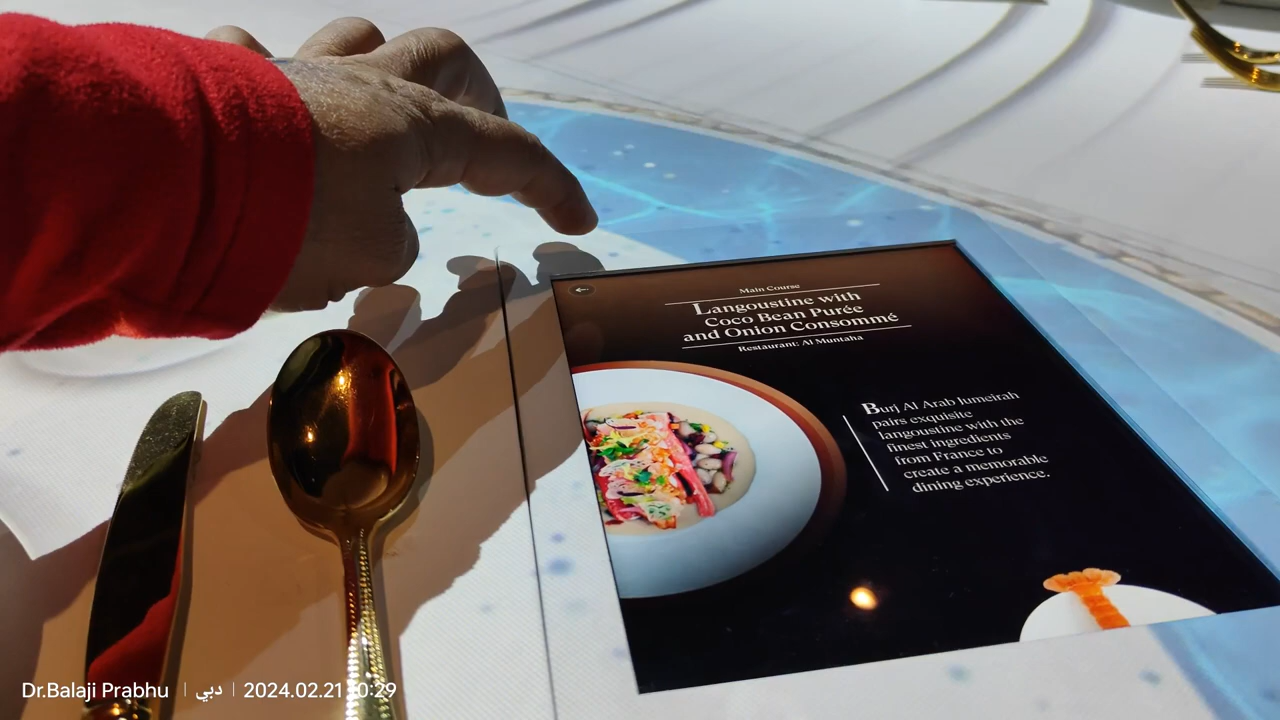 Main Course
Langoustine with
Coco Bean Purée
and Onion Consommé
Restaurant: Al Muntaha
Burj Al Arab Jumeirah
pairs exquisite
langoustine with the
finest ingredients
from France to
create a memorable
dining experience.
Dr.Balaji Prabhu | دبي | 2024.02.21 10:29